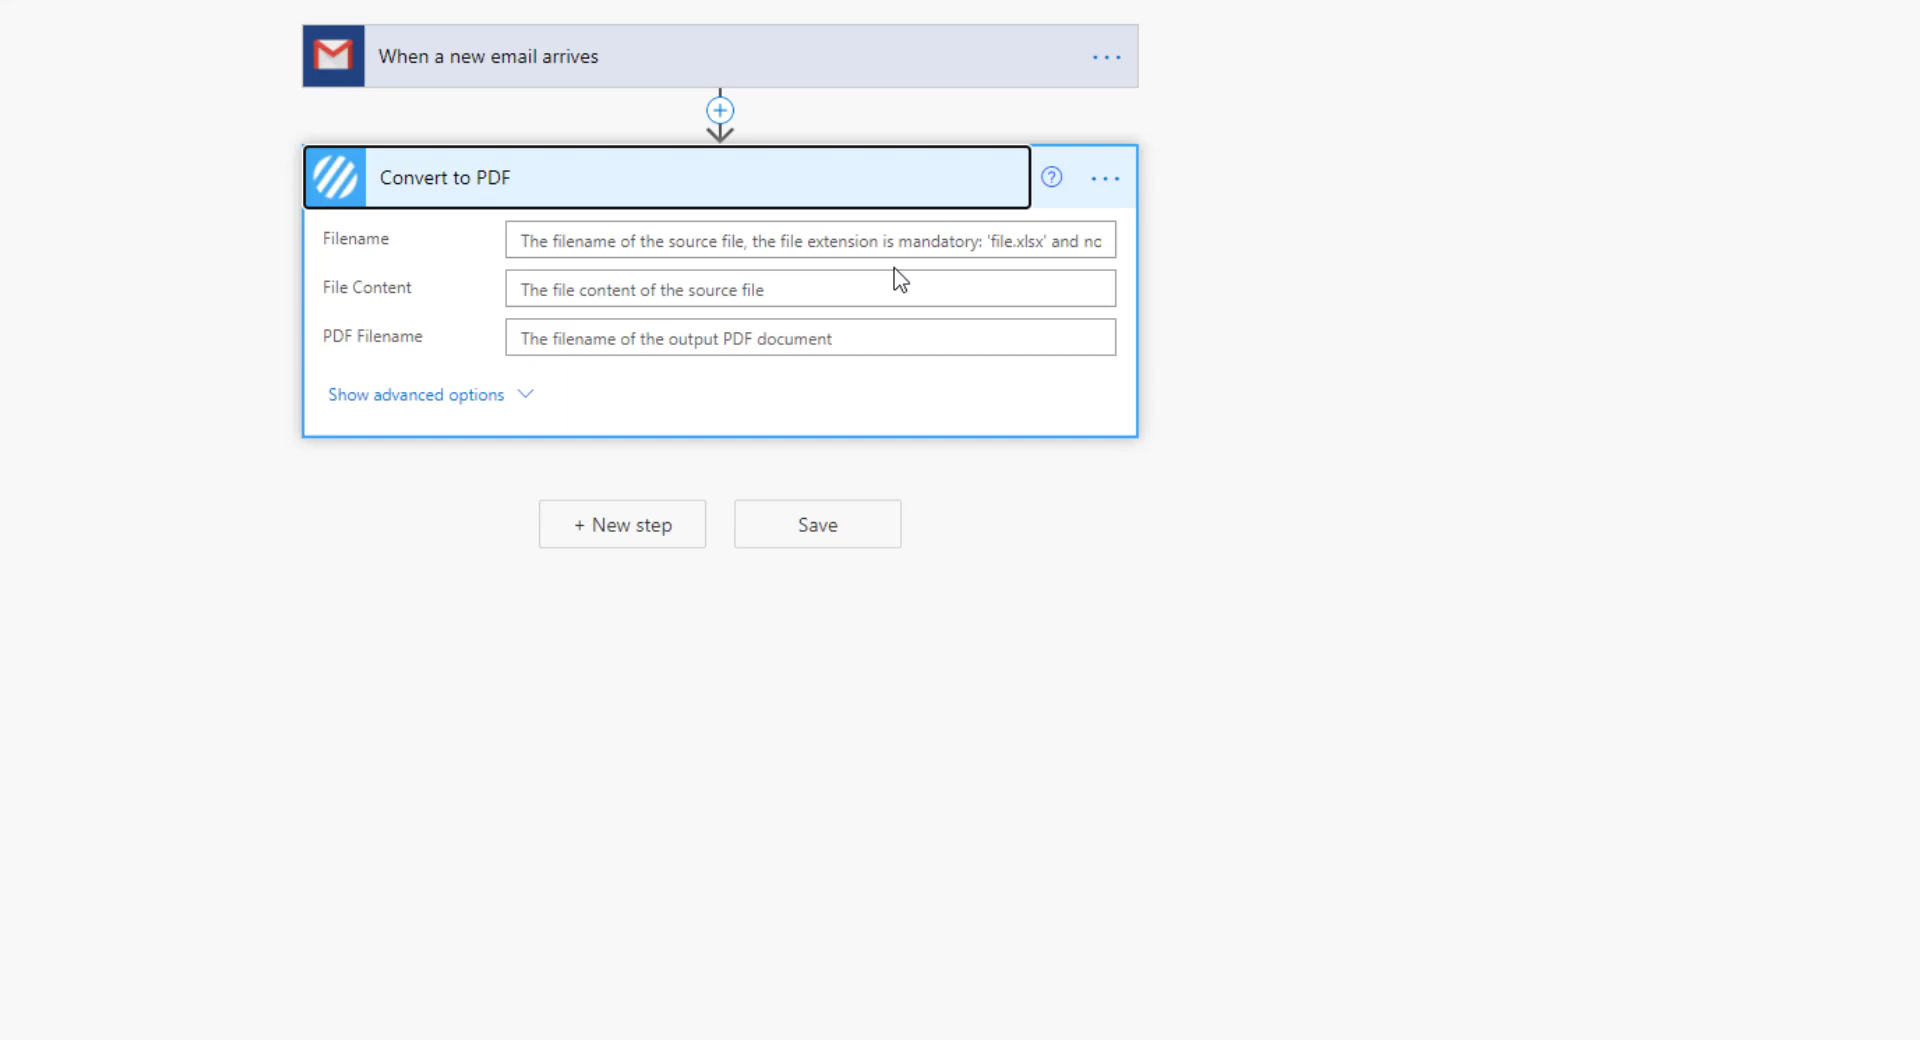 When a new email arrives
Convert to PDF
Filename
The filename of the source file, the file extension is mandatory: 'file.xlsx' and no
File Content
The file content of the source file
PDF Filename
The filename of the output PDF document
Show advanced options
+ New step
Save